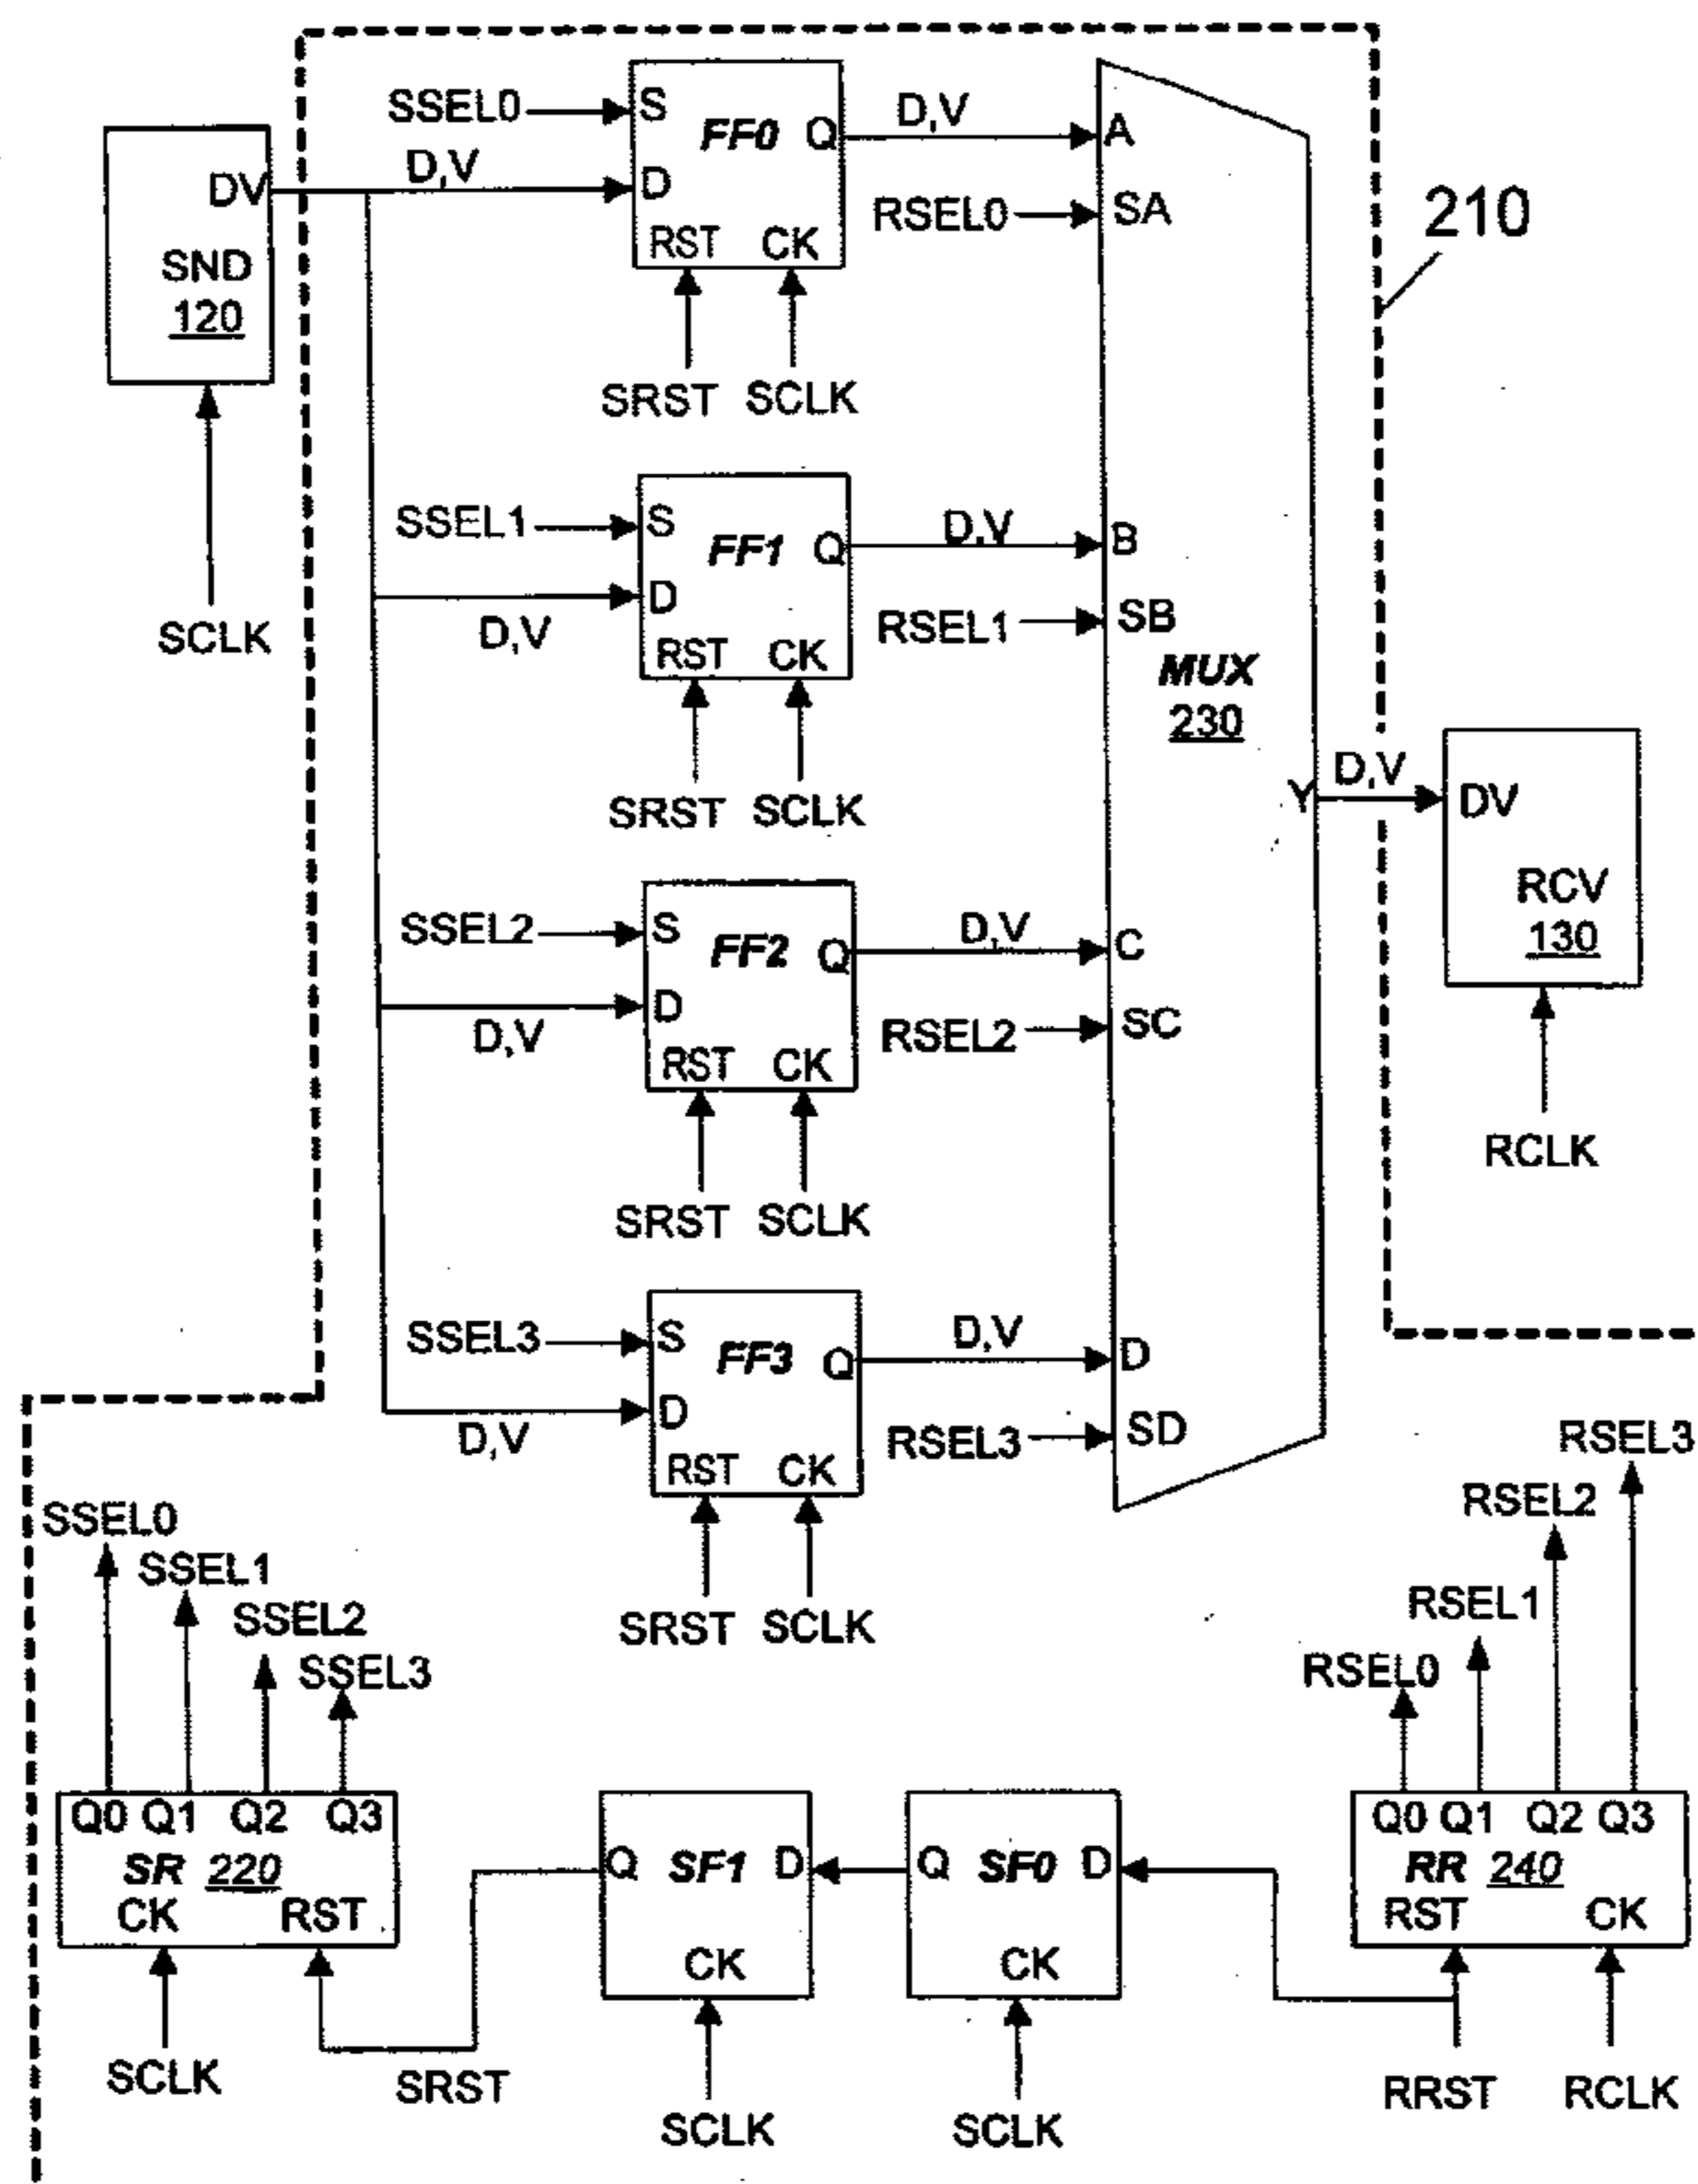 SSEL0
S
FF0
Q
D,V
A
DV
D,V
D
RSEL0
SA
210
SND
120
RST
CK
SRST
SCLK
SSEL1
S
FF1
Q
D,V
B
D
SCLK
D,V
RST
CK
RSEL1
SB
MUX
230
SRST
SCLK
Y
D,V
DV
RCV
130
SSEL2
S
FF2
Q
D,V
C
D
D,V
RST
CK
RSEL2
SC
RCLK
SRST
SCLK
SSEL3
S
FF3
Q
D,V
D
D
D,V
RST
CK
RSEL3
SD
RSEL3
SSEL0
SSEL1
SSEL2
SSEL3
SRST
SCLK
RSEL2
RSEL1
RSEL0
Q0 Q1 Q2 Q3
SR 220
CK
RST
Q
SF1
D
CK
Q
SF0
D
CK
Q0 Q1 Q2 Q3
RR 240
RST
CK
SCLK
SRST
SCLK
SCLK
RRST
RCLK